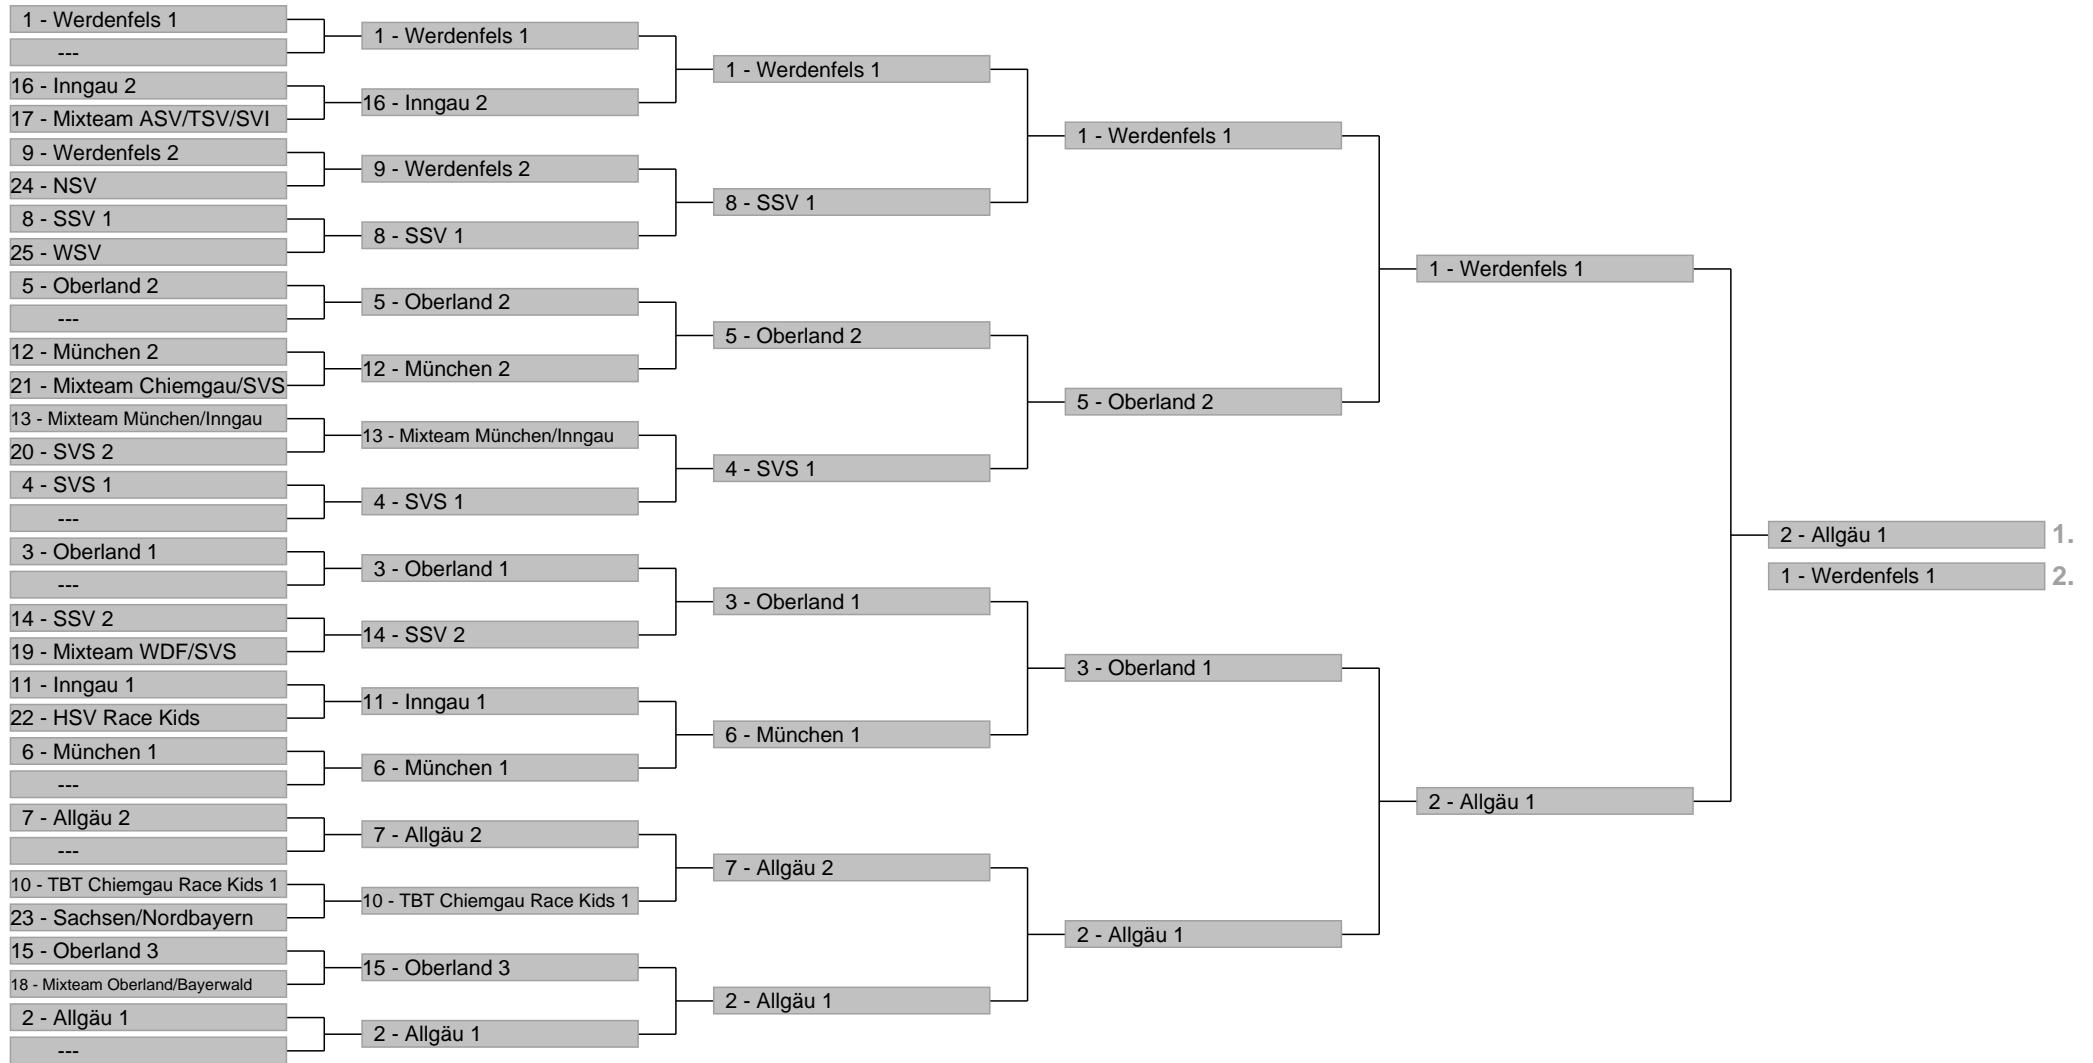 1 - Werdenfels 1
---
16 - Inngau 2
17 - Mixteam ASV/TSV/SVI
9 - Werdenfels 2
24 - NSV
8 - SSV 1
25 - WSV
5 - Oberland 2
---
12 - München 2
21 - Mixteam Chiemgau/SVS
13 - Mixteam München/Inngau
20 - SVS 2
4 - SVS 1
---
3 - Oberland 1
---
14 - SSV 2
19 - Mixteam WDF/SVS
11 - Inngau 1
22 - HSV Race Kids
6 - München 1
---
7 - Allgäu 2
---
10 - TBT Chiemgau Race Kids 1
23 - Sachsen/Nordbayern
15 - Oberland 3
18 - Mixteam Oberland/Bayerwald
2 - Allgäu 1
---
1 - Werdenfels 1
16 - Inngau 2
9 - Werdenfels 2
8 - SSV 1
5 - Oberland 2
12 - München 2
13 - Mixteam München/Inngau
4 - SVS 1
3 - Oberland 1
14 - SSV 2
11 - Inngau 1
6 - München 1
7 - Allgäu 2
10 - TBT Chiemgau Race Kids 1
15 - Oberland 3
2 - Allgäu 1
1 - Werdenfels 1
8 - SSV 1
5 - Oberland 2
4 - SVS 1
3 - Oberland 1
6 - München 1
7 - Allgäu 2
2 - Allgäu 1
1 - Werdenfels 1
5 - Oberland 2
3 - Oberland 1
2 - Allgäu 1
1 - Werdenfels 1
2 - Allgäu 1
2 - Allgäu 1 1.
1 - Werdenfels 1 2.